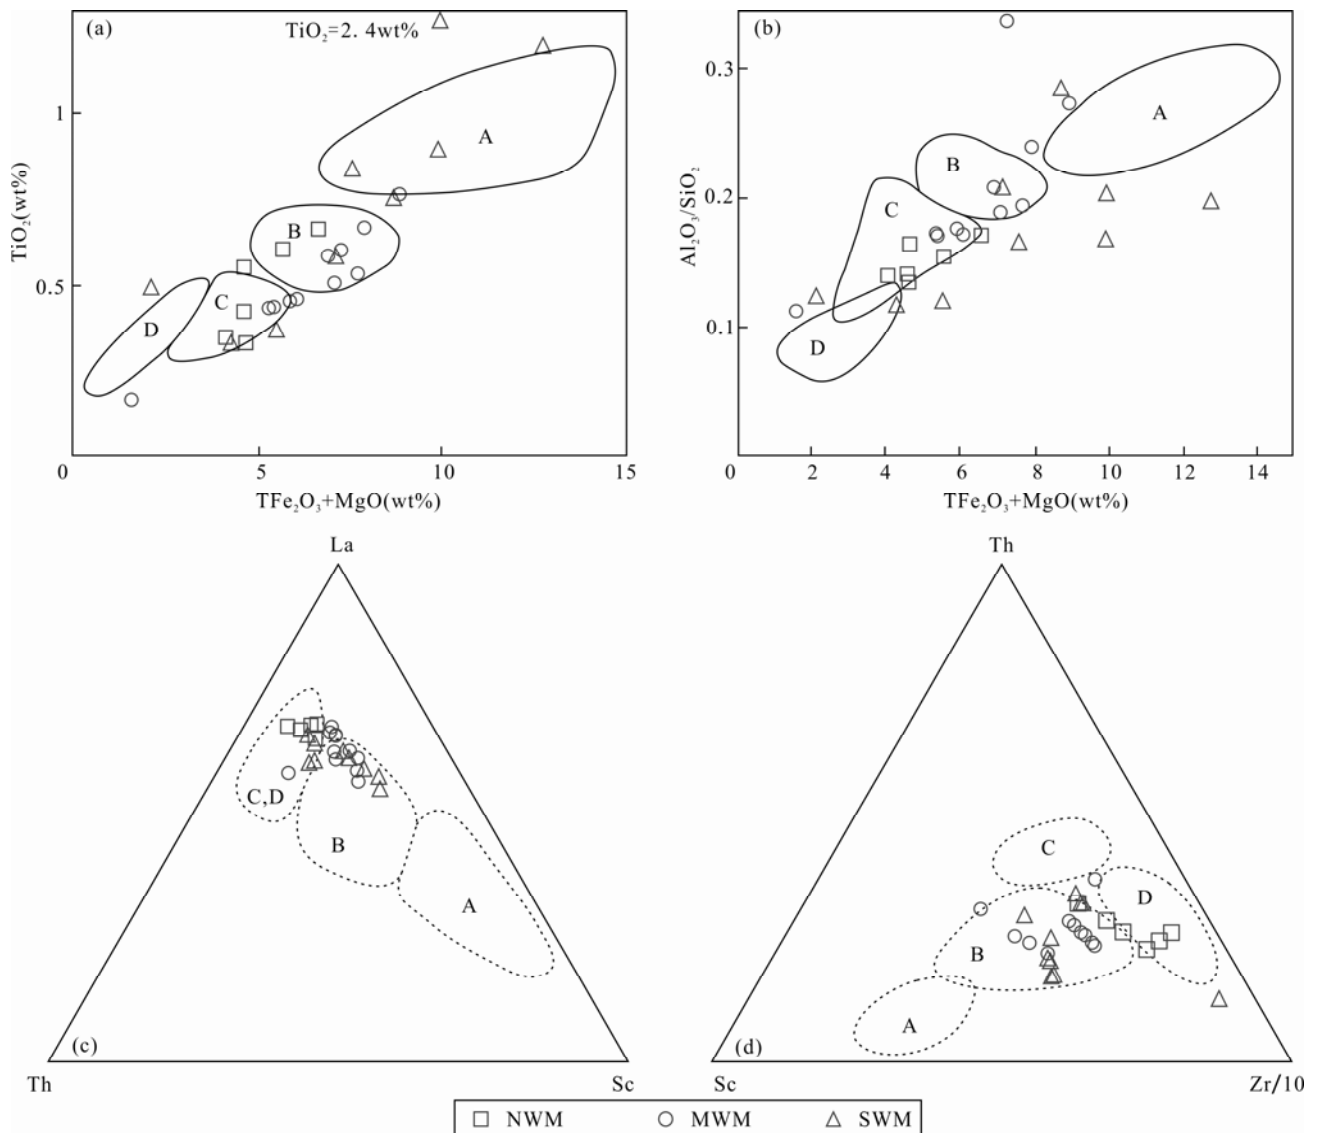 (a)
TiO₂=2. 4wt%
A
B
C
D
1
0.5
0
5
10
15
TiO₂(wt%)
TFe₂O₃+MgO(wt%)
(b)
A
B
C
D
0.3
0.2
0.1
0
2
4
6
8
10
12
14
Al₂O₃/SiO₂
TFe₂O₃+MgO(wt%)
La
C,D
B
A
(c)
Th
Sc
Th
C
D
B
A
(d)
Sc
Zr/10
NWM
MWM
SWM